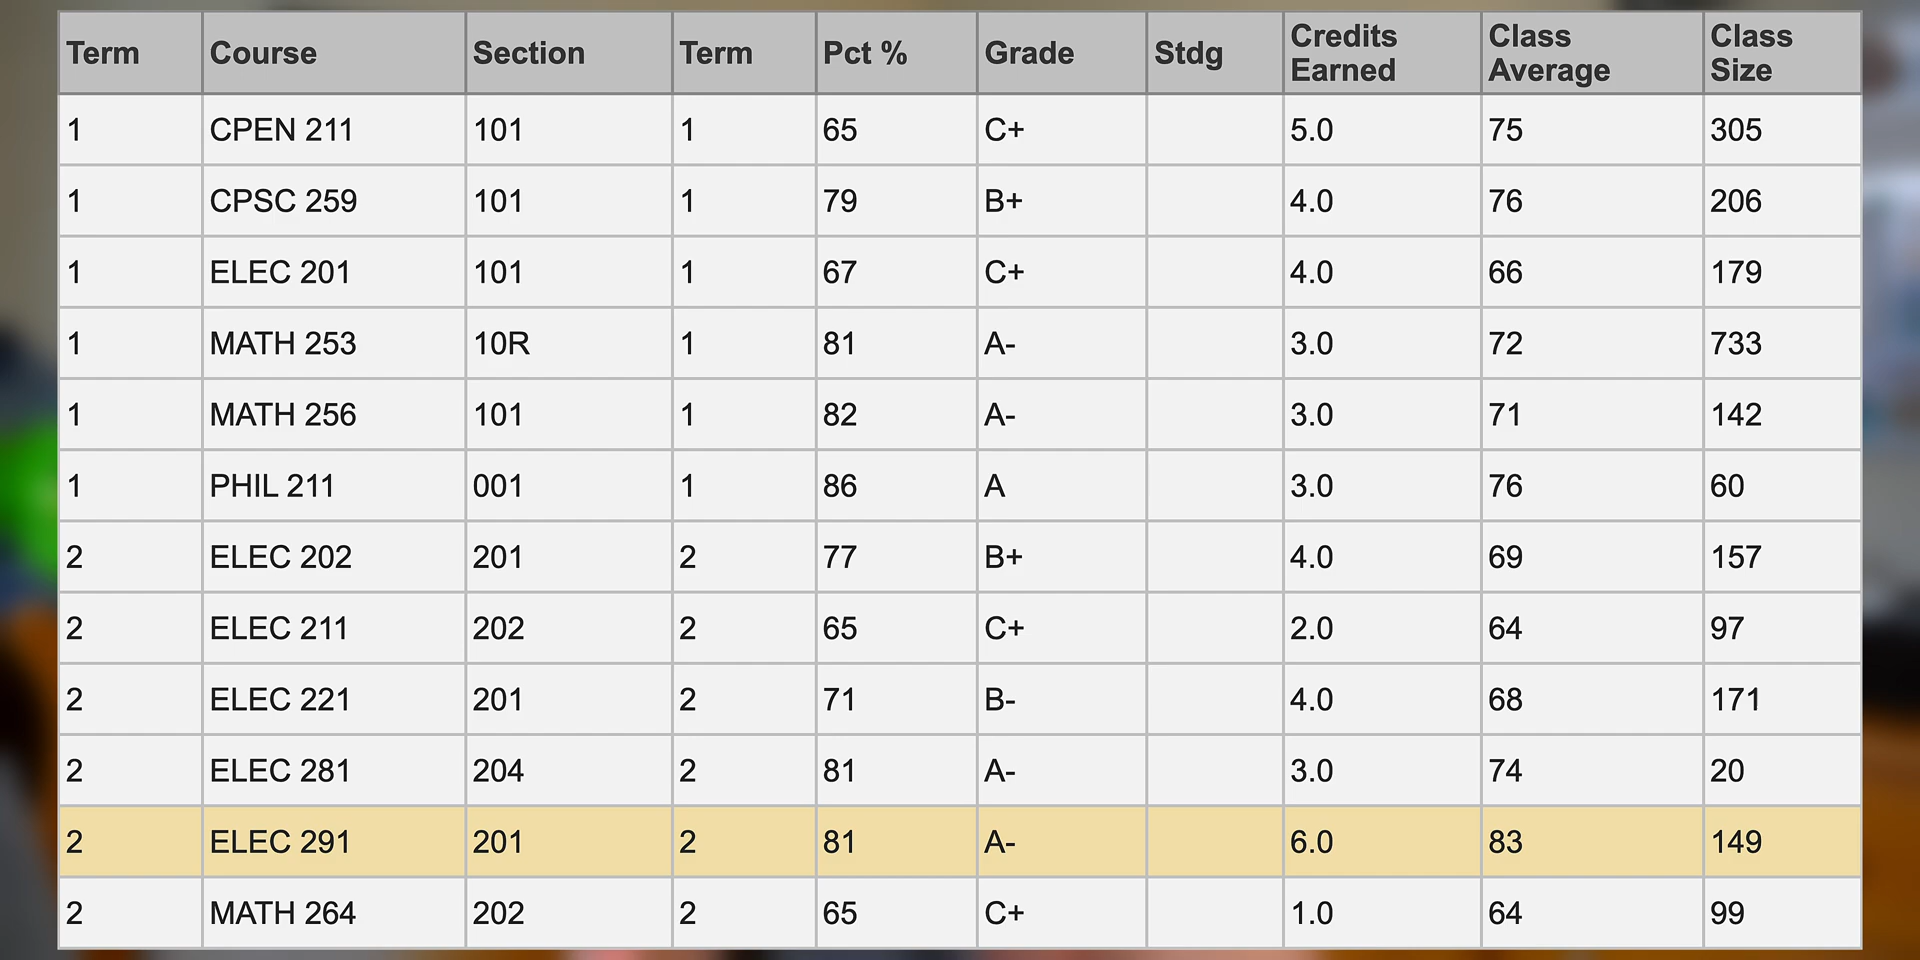 Term Course Section Term Pct % Grade Stdg Credits Earned Class Average Class Size
1 CPEN 211 101 1 65 C+ 5.0 75 305
1 CPSC 259 101 1 79 B+ 4.0 76 206
1 ELEC 201 101 1 67 C+ 4.0 66 179
1 MATH 253 10R 1 81 A- 3.0 72 733
1 MATH 256 101 1 82 A- 3.0 71 142
1 PHIL 211 001 1 86 A 3.0 76 60
2 ELEC 202 201 2 77 B+ 4.0 69 157
2 ELEC 211 202 2 65 C+ 2.0 64 97
2 ELEC 221 201 2 71 B- 4.0 68 171
2 ELEC 281 204 2 81 A- 3.0 74 20
2 ELEC 291 201 2 81 A- 6.0 83 149
2 MATH 264 202 2 65 C+ 1.0 64 99